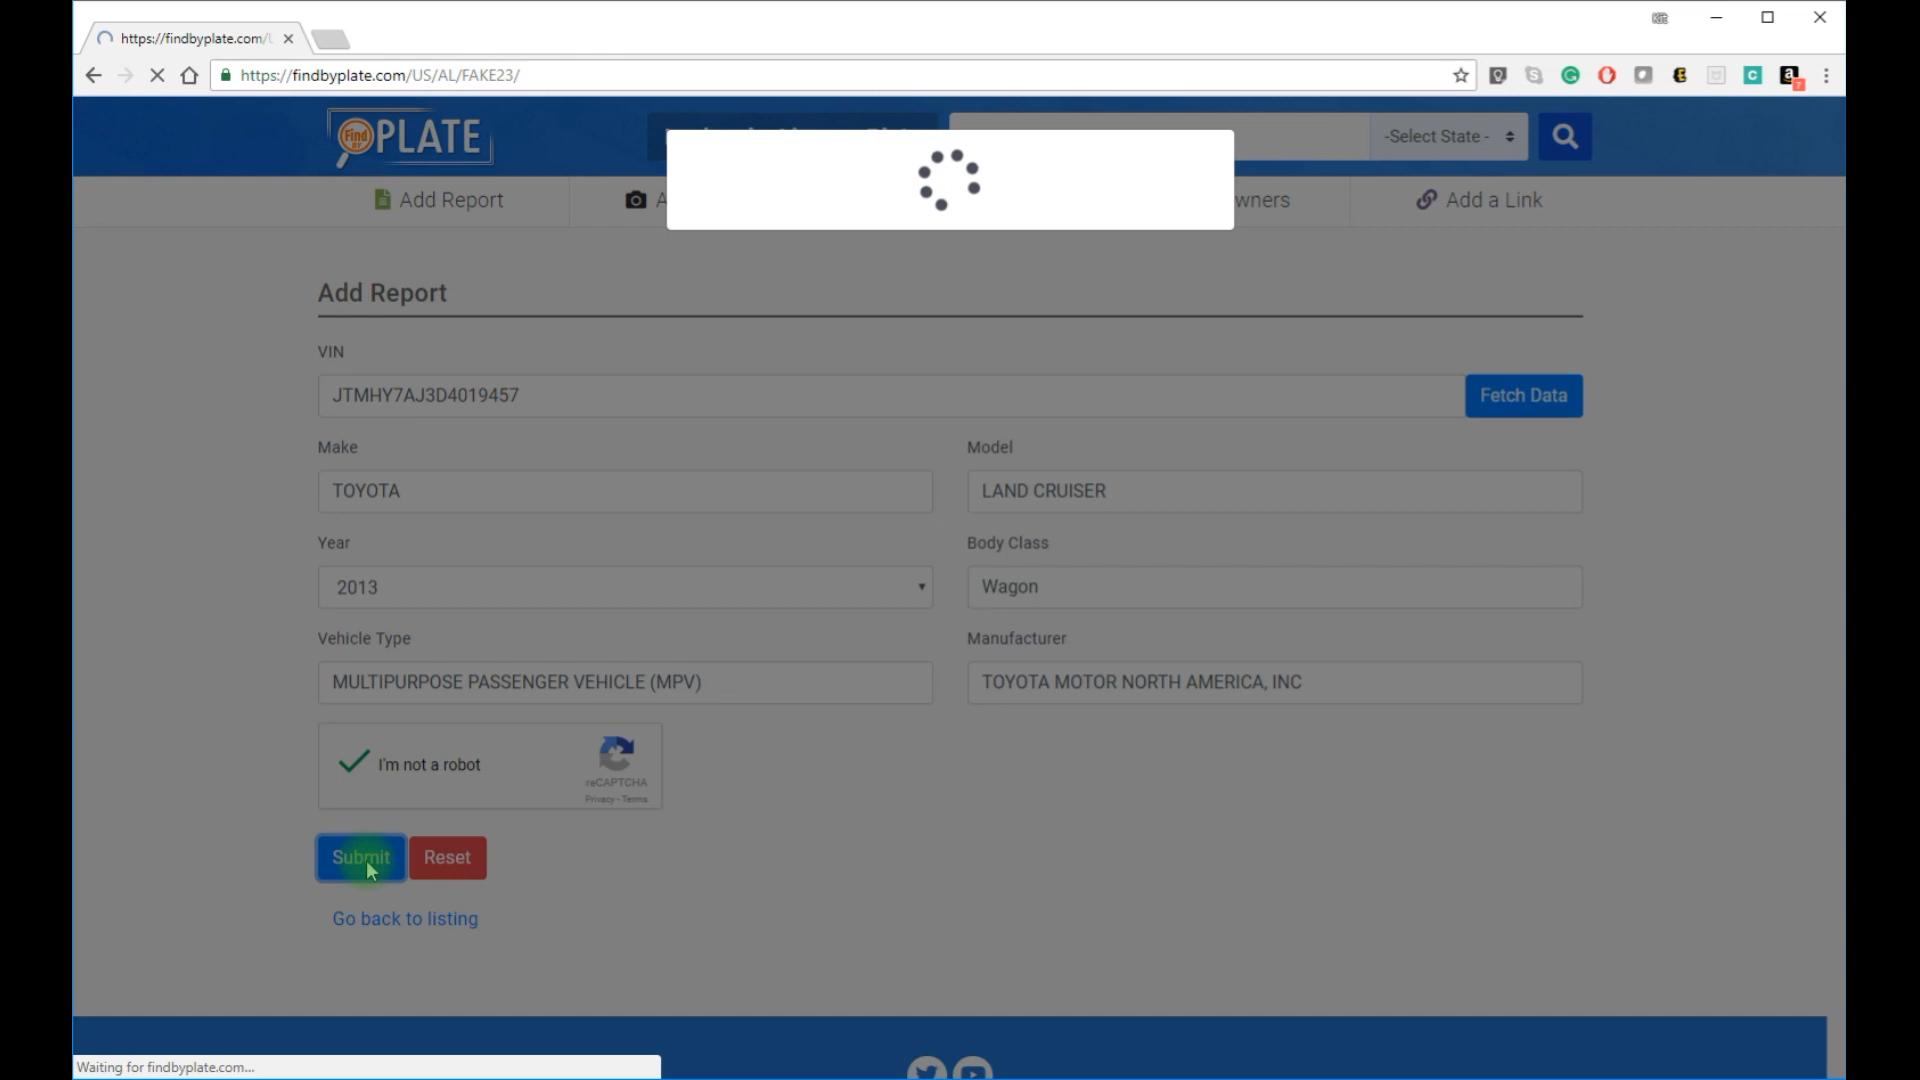 https://findbyplate.com/
https://findbyplate.com/US/AL/FAKE23/
Find
BY
PLATE
-Select State -
Add Report
A
wners
Add a Link
Add Report
VIN
JTMHY7AJ3D4019457
Fetch Data
Make
Model
TOYOTA
LAND CRUISER
Year
Body Class
2013
Wagon
Vehicle Type
Manufacturer
MULTIPURPOSE PASSENGER VEHICLE (MPV)
TOYOTA MOTOR NORTH AMERICA, INC
I'm not a robot
reCAPTCHA
Privacy - Terms
Submit
Reset
Go back to listing
Waiting for findbyplate.com...